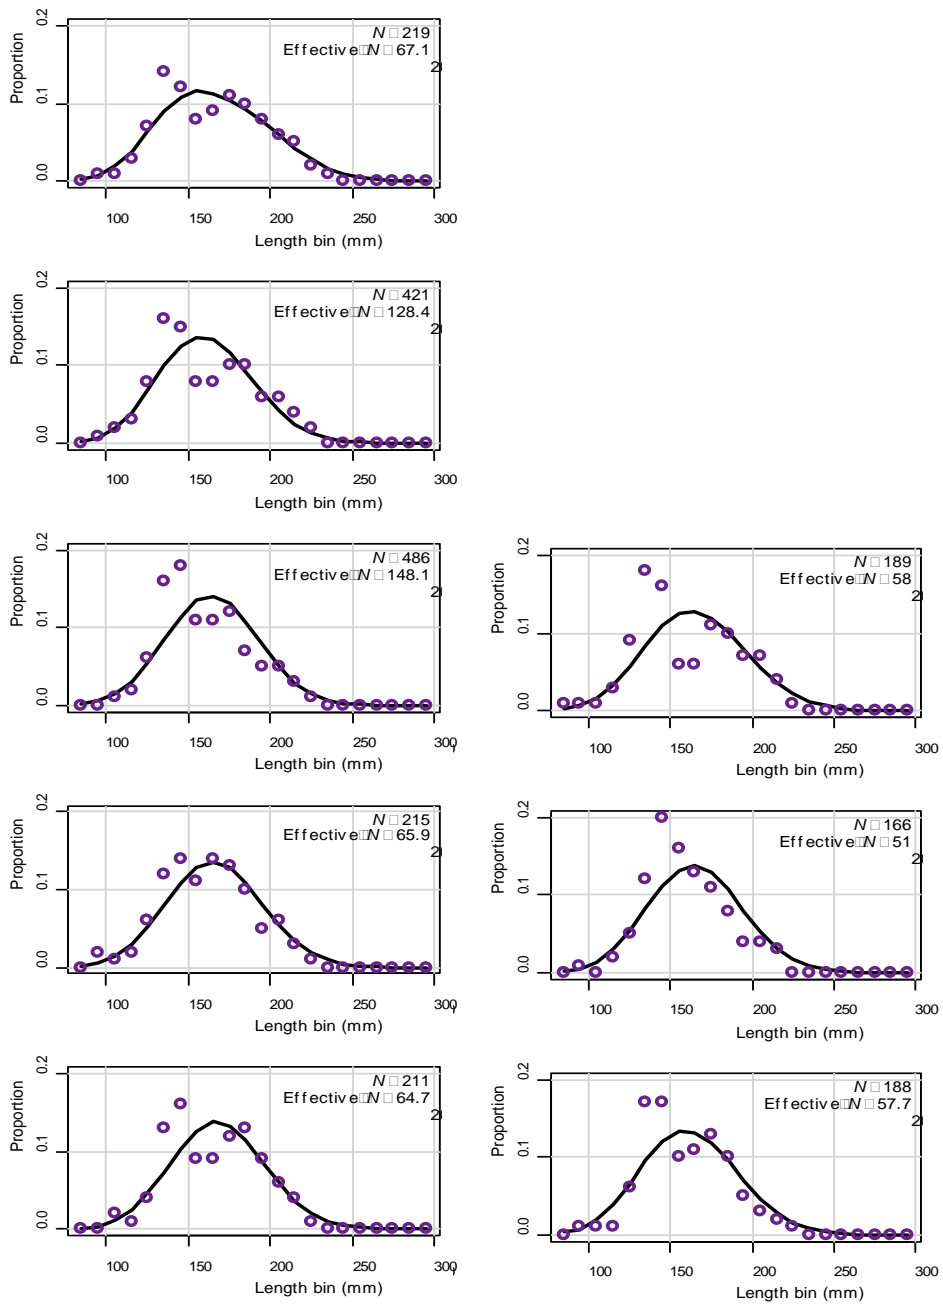 0.2
N □ 219
Effective□N □ 67.1
Proportion
0.1
0.0
100 150 200 250 300
Length bin (mm)
0.2
N □ 421
Effective□N □ 128.4
Proportion
0.1
0.0
100 150 200 250 300
Length bin (mm)
0.2
N □ 486
Effective□N □ 148.1
Proportion
0.1
0.0
100 150 200 250 300
Length bin (mm)
0.2
N □ 215
Effective□N □ 65.9
Proportion
0.1
0.0
100 150 200 250 300
Length bin (mm)
0.2
N □ 211
Effective□N □ 64.7
Proportion
0.1
0.0
100 150 200 250 300
Length bin (mm)
0.2
N □ 189
Effective□N □ 58
Proportion
0.1
0.0
100 150 200 250 300
Length bin (mm)
0.2
N □ 166
Effective□N □ 51
Proportion
0.1
0.0
100 150 200 250 300
Length bin (mm)
0.2
N □ 188
Effective□N □ 57.7
Proportion
0.1
0.0
100 150 200 250 300
Length bin (mm)